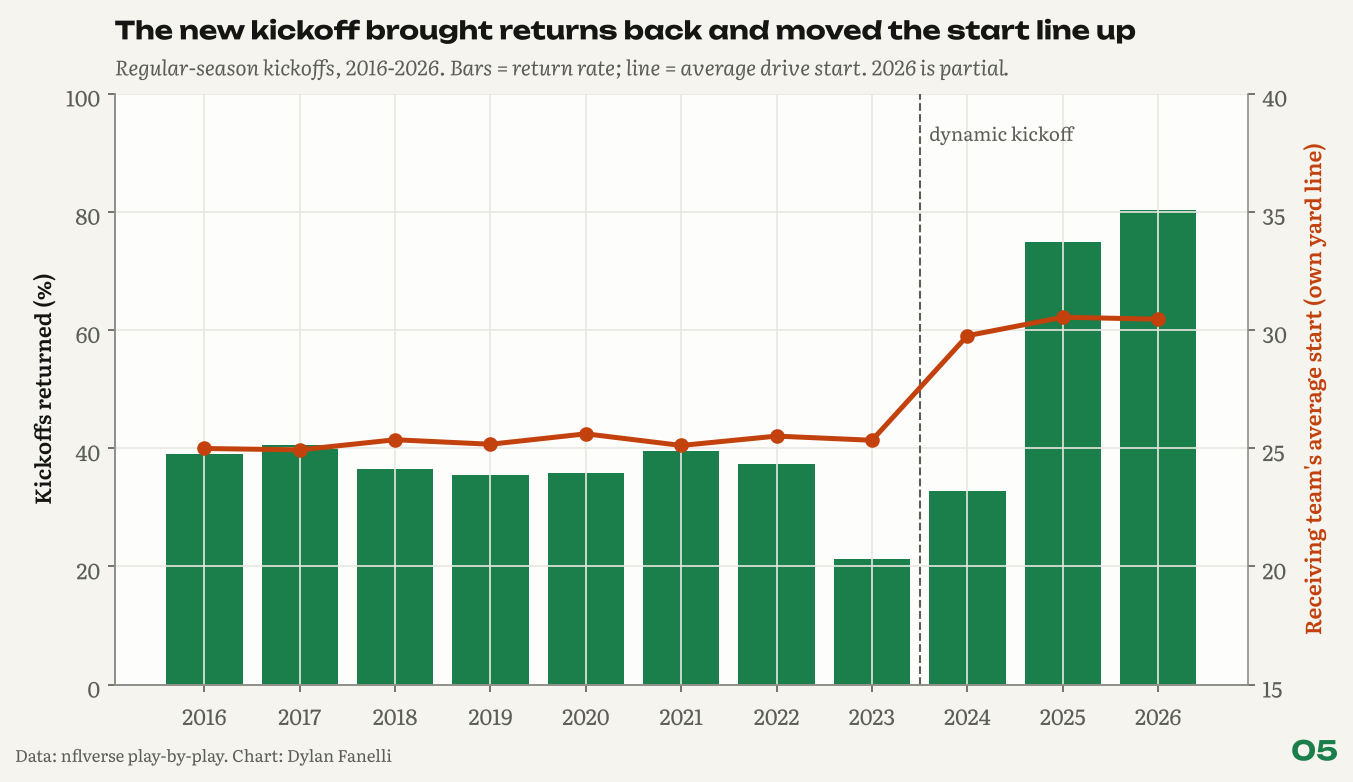 The new kickoff brought returns back and moved the start line up
Regular-season kickoffs, 2016-2026. Bars = return rate; line = average drive start. 2026 is partial.
100
80
60
40
20
0
Kickoffs returned (%)
dynamic kickoff
40
35
30
25
20
15
Receiving team's average start (own yard line)
2016 2017 2018 2019 2020 2021 2022 2023 2024 2025 2026
Data: nflverse play-by-play. Chart: Dylan Fanelli
05